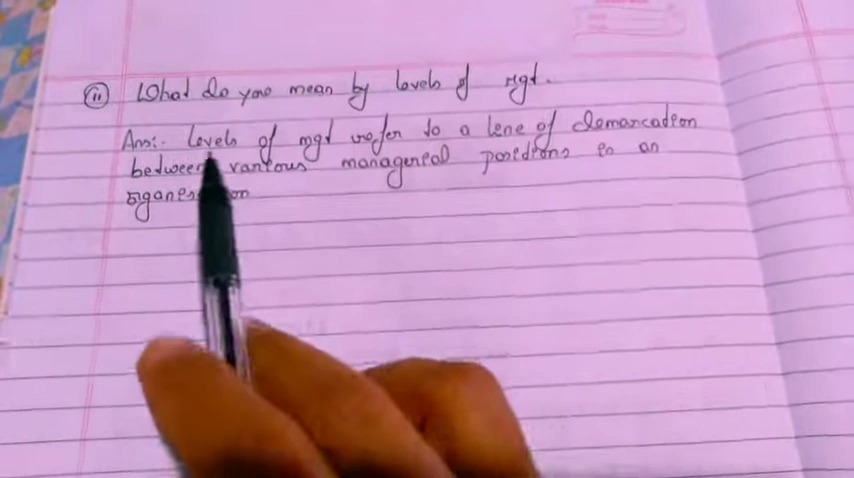 (ii) What do you mean by levels of mgt.
Ans:- Levels of mgt refer to a line of demarcation
between various managerial positions in an